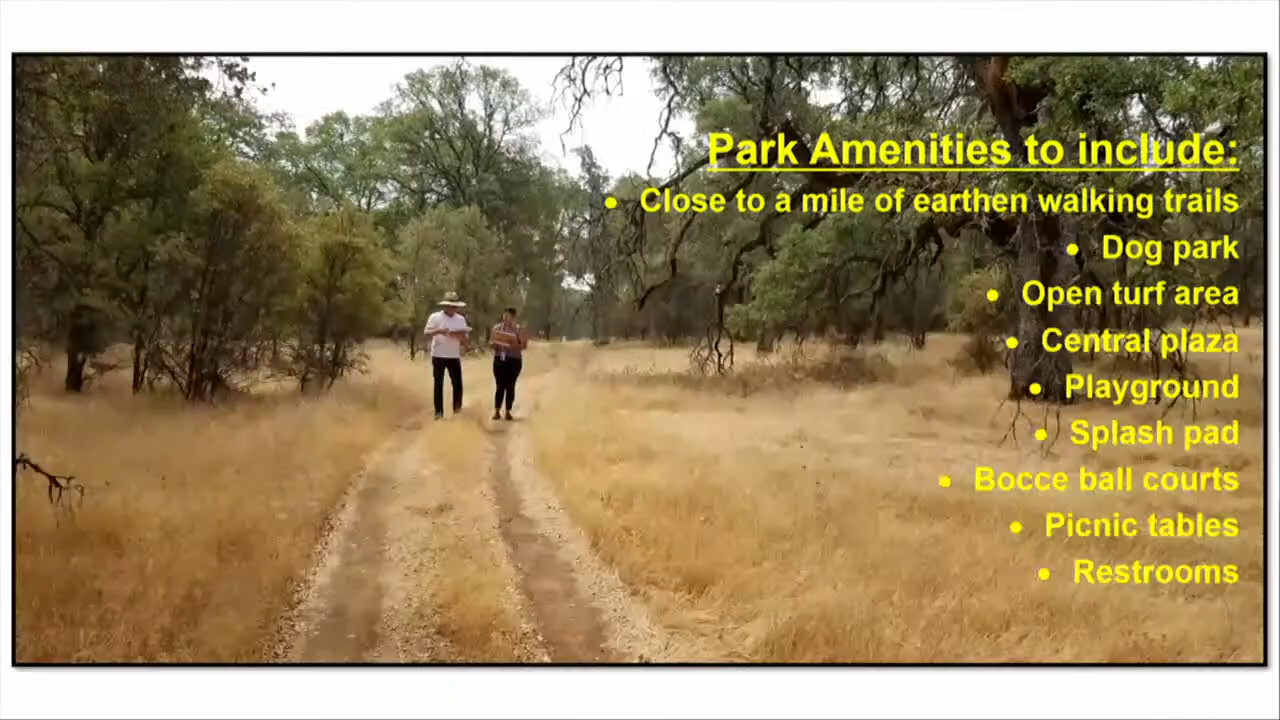 Park Amenities to include:
• Close to a mile of earthen walking trails
• Dog park
• Open turf area
• Central plaza
• Playground
• Splash pad
• Bocce ball courts
• Picnic tables
• Restrooms